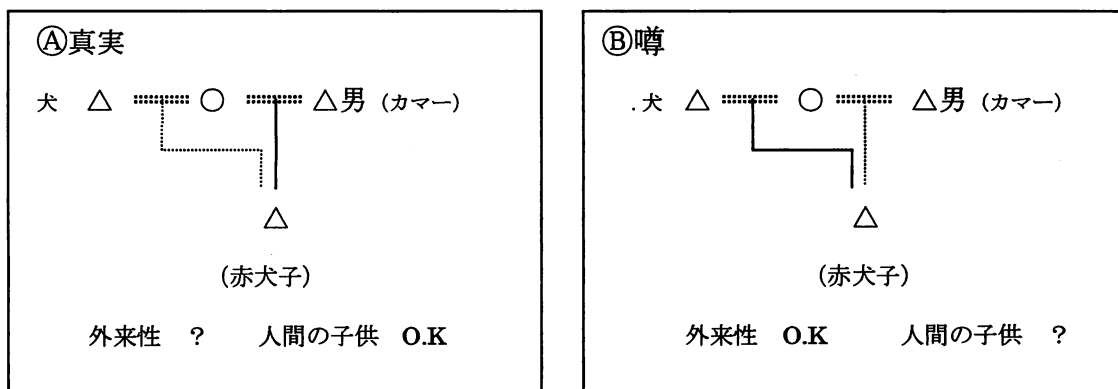 Ⓐ真実
犬 △ ○ △男 (カマー)
△
(赤犬子)
外来性 ? 人間の子供 O.K
Ⓑ噂
.犬 △ ○ △男 (カマー)
△
(赤犬子)
外来性 O.K 人間の子供 ?